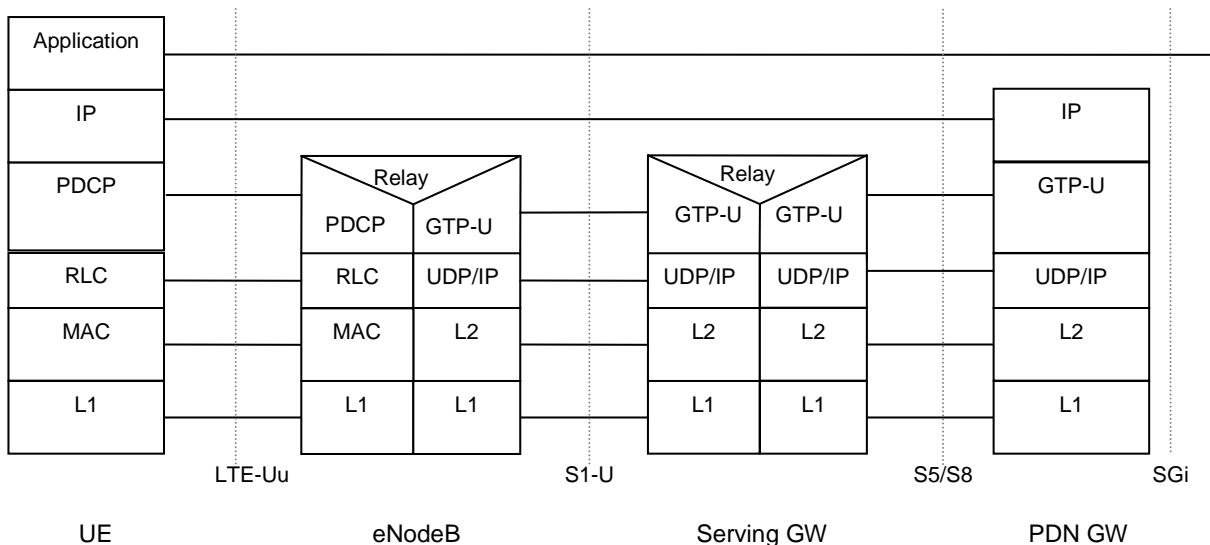 Application
IP
IP
PDCP
Relay
Relay
GTP-U
PDCP
GTP-U
GTP-U
GTP-U
RLC
RLC
UDP/IP
UDP/IP
UDP/IP
UDP/IP
MAC
MAC
L2
L2
L2
L2
L1
L1
L1
L1
L1
L1
LTE-Uu
S1-U
S5/S8
SGi
UE
eNodeB
Serving GW
PDN GW